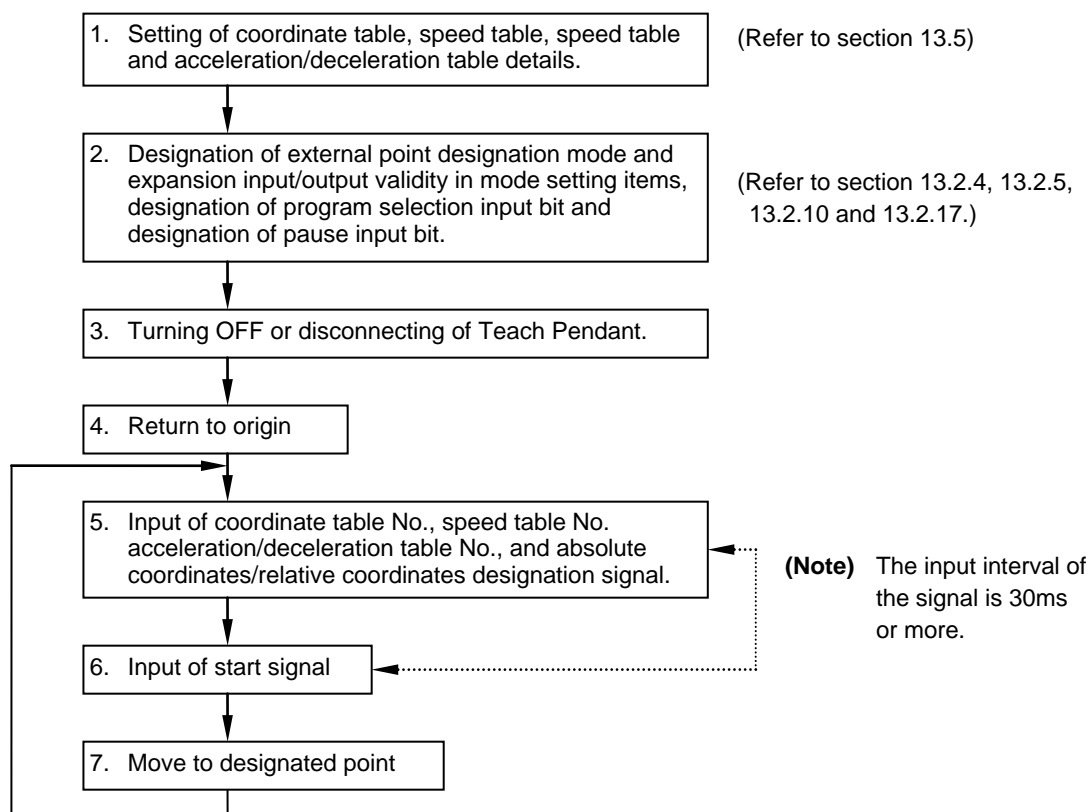 1. Setting of coordinate table, speed table, speed table
and acceleration/deceleration table details.
(Refer to section 13.5)
2. Designation of external point designation mode and
expansion input/output validity in mode setting items,
designation of program selection input bit and
designation of pause input bit.
(Refer to section 13.2.4, 13.2.5,
13.2.10 and 13.2.17.)
3. Turning OFF or disconnecting of Teach Pendant.
4. Return to origin
5. Input of coordinate table No., speed table No.
acceleration/deceleration table No., and absolute
coordinates/relative coordinates designation signal.
(Note) The input interval of
the signal is 30ms
or more.
6. Input of start signal
7. Move to designated point